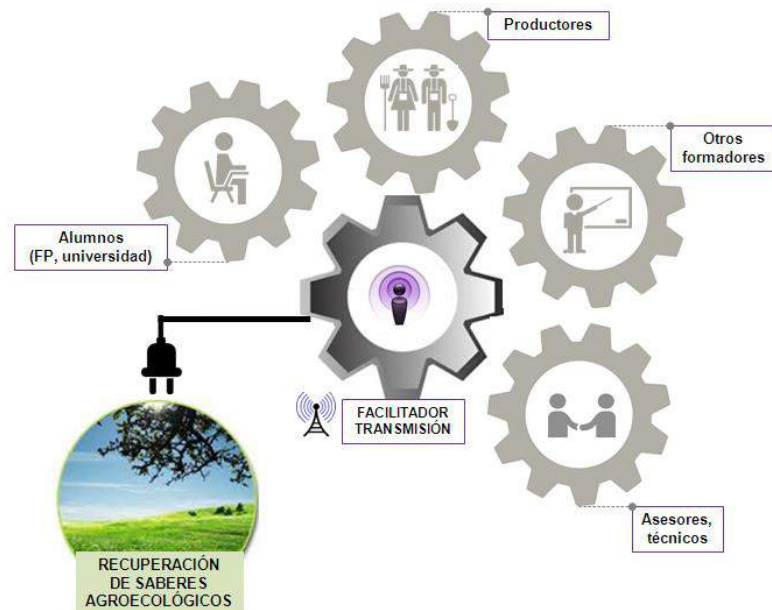 Productores
Otros
formadores
Alumnos
(FP, universidad)
FACILITADOR
TRANSMISIÓN
Asesores,
técnicos
RECUPERACIÓN
DE SABERES
AGROECOLÓGICOS